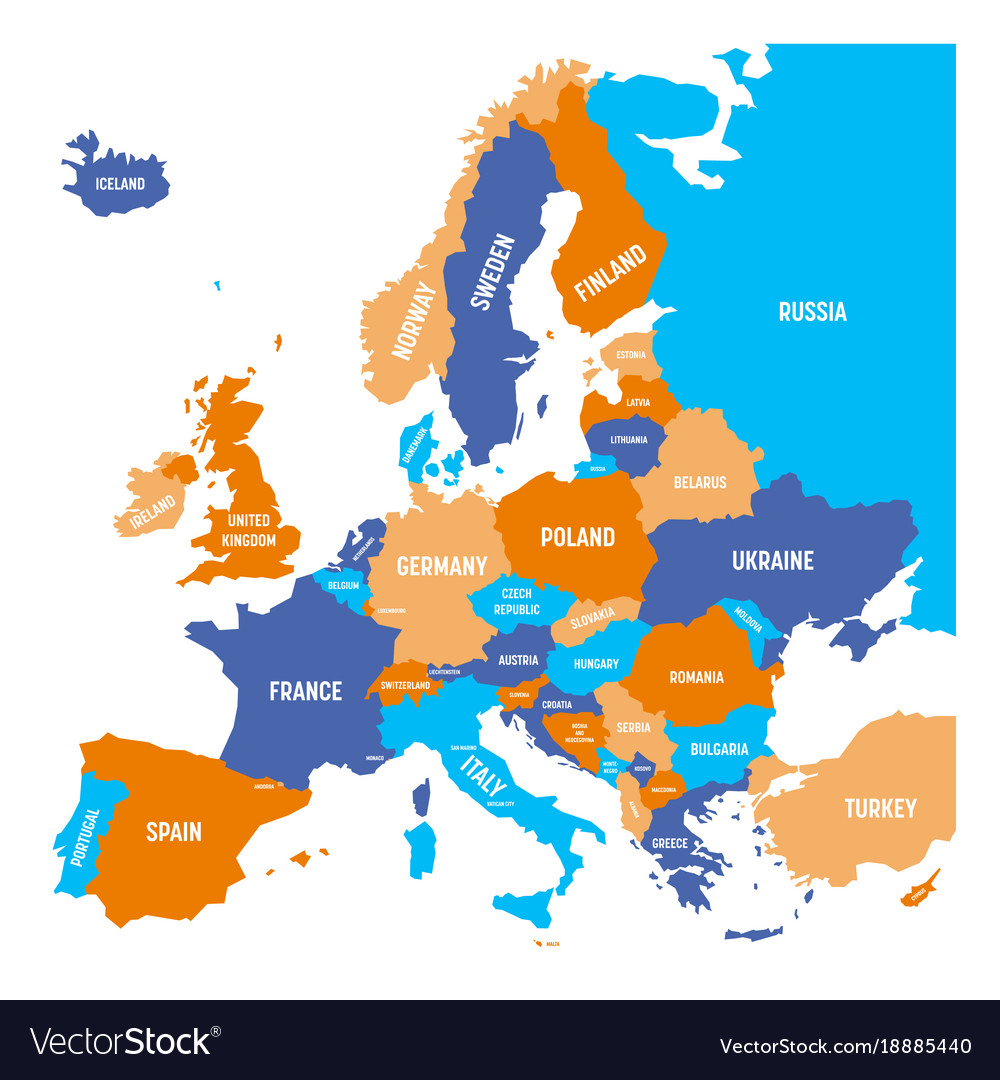 ICELAND
NORWAY
SWEDEN
FINLAND
RUSSIA
ESTONIA
LATVIA
LITHUANIA
RUSSIA
DANEMARK
BELARUS
IRELAND
UNITED
KINGDOM
NETHERLANDS
BELGIUM
LUXEMBOURG
GERMANY
POLAND
UKRAINE
CZECH
REPUBLIC
SLOVAKIA
MOLDOVA
FRANCE
SWITZERLAND
LIECHTENSTEIN
AUSTRIA
HUNGARY
ROMANIA
SLOVENIA
CROATIA
BOSNIA
AND
HERCEGOVINA
SERBIA
BULGARIA
MONACO
SAN MARINO
ITALY
VATICAN CITY
MONTE-
NEGRO
KOSOVO
MACEDONIA
ALBANIA
GREECE
TURKEY
CYPRUS
ANDORRA
SPAIN
PORTUGAL
MALTA
VectorStock®
VectorStock.com/18885440